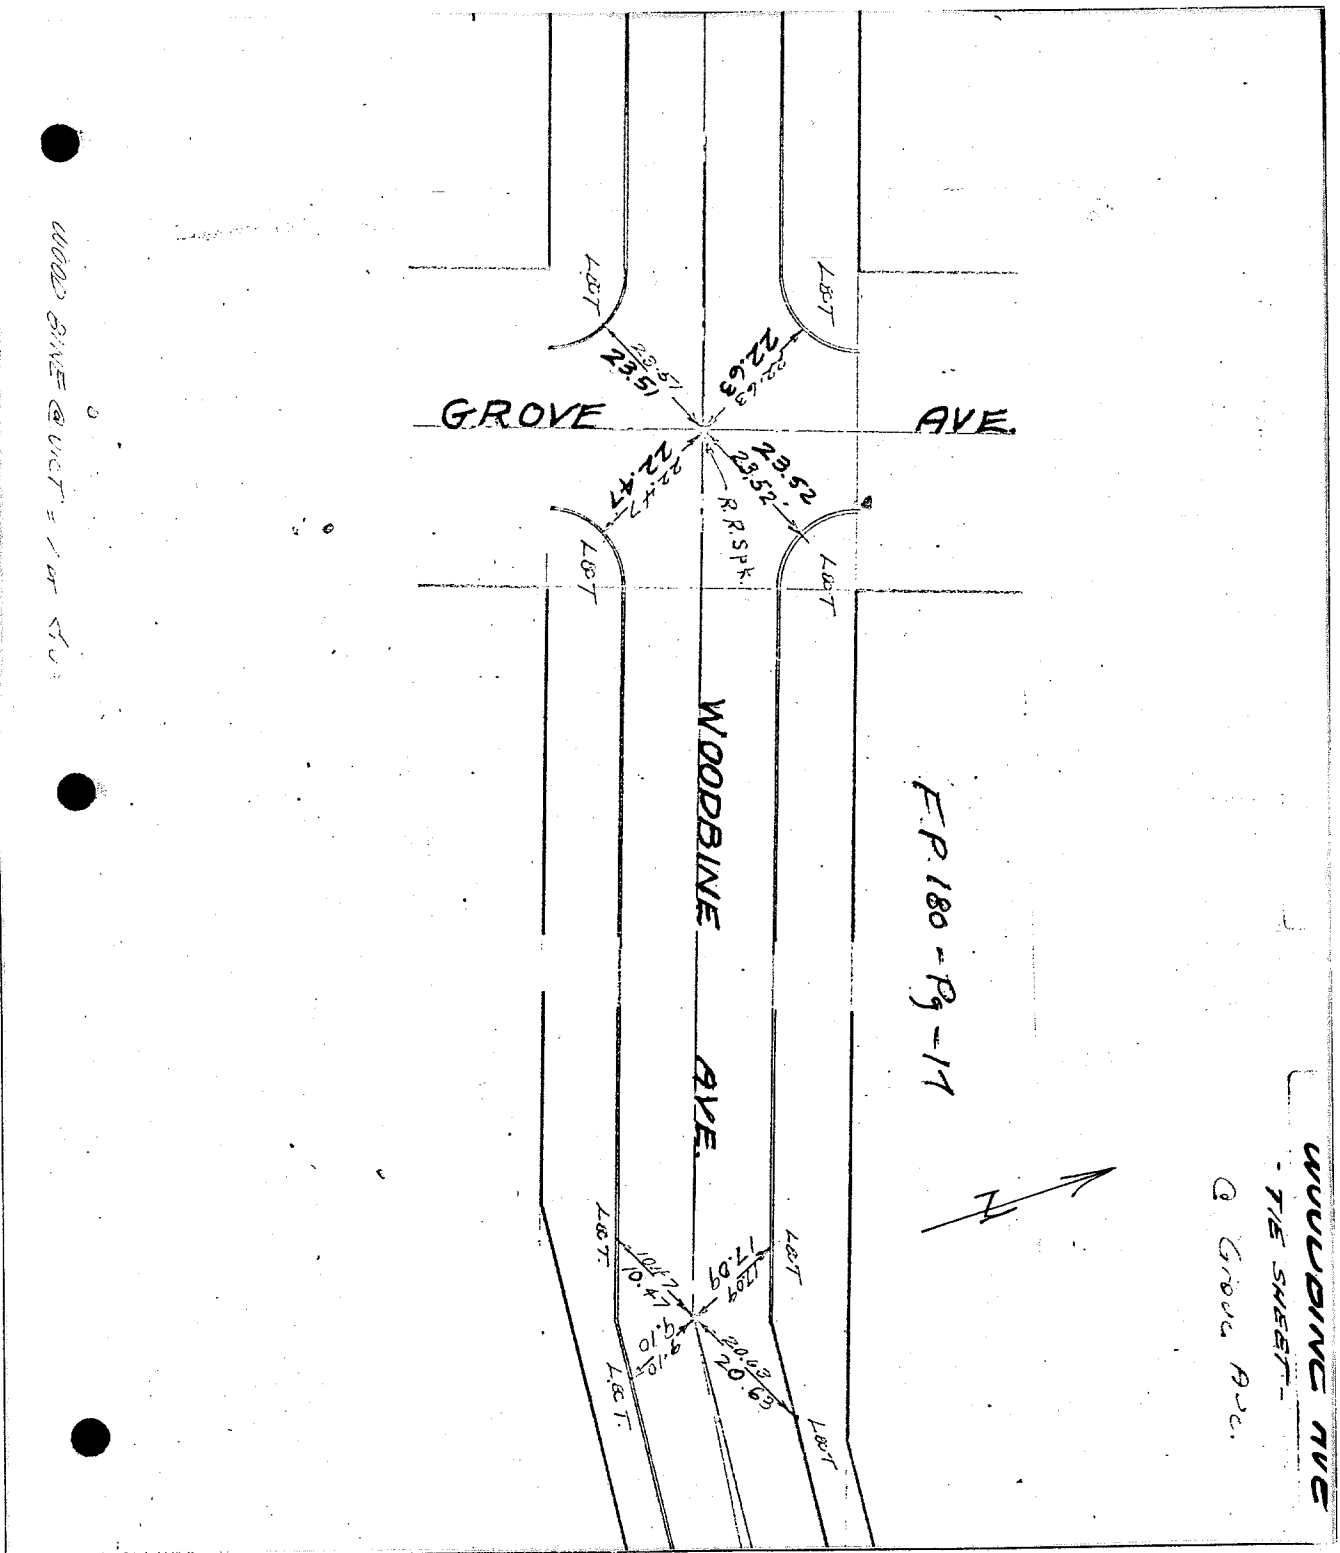 WOODBINE AVE
- TIE SHEET -
@ Grove Ave.
F.P. 180 - Pg - 17
N
L&T
L&T
22.63
22.63
23.51
23.51
GROVE AVE.
23.52
23.52'
22.47
22.47
R.R. Spk.
L&T
L&T
WOODBINE AVE.
L&T
L&T.
17.09
17.09
10.47
10.47
9.10
9.10
20.63
20.63
L&T
L&T.
WOODBINE @